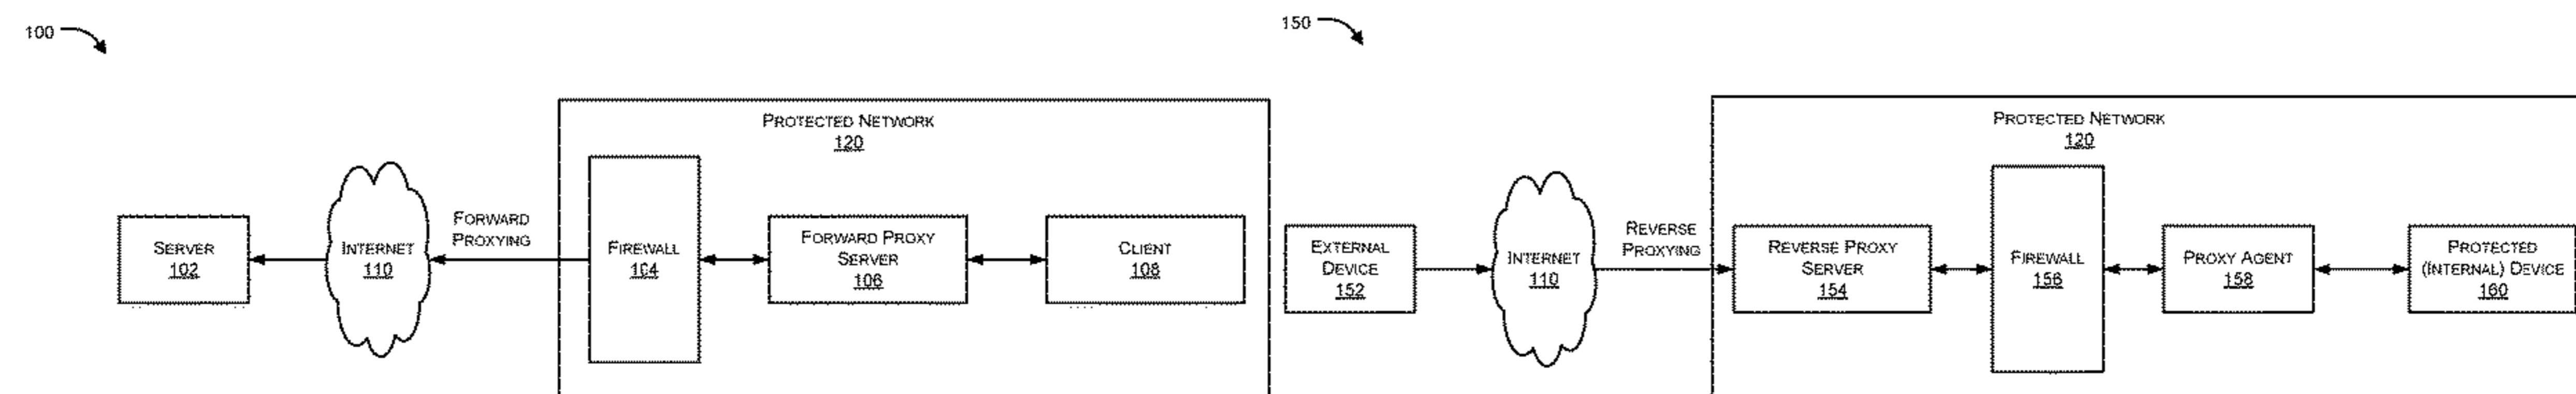 100
PROTECTED NETWORK
120
SERVER
102
INTERNET
110
FORWARD
PROXYING
FIREWALL
104
FORWARD PROXY
SERVER
106
CLIENT
108
150
PROTECTED NETWORK
120
EXTERNAL
DEVICE
152
INTERNET
110
REVERSE
PROXYING
REVERSE PROXY
SERVER
154
FIREWALL
156
PROXY AGENT
158
PROTECTED
(INTERNAL) DEVICE
160